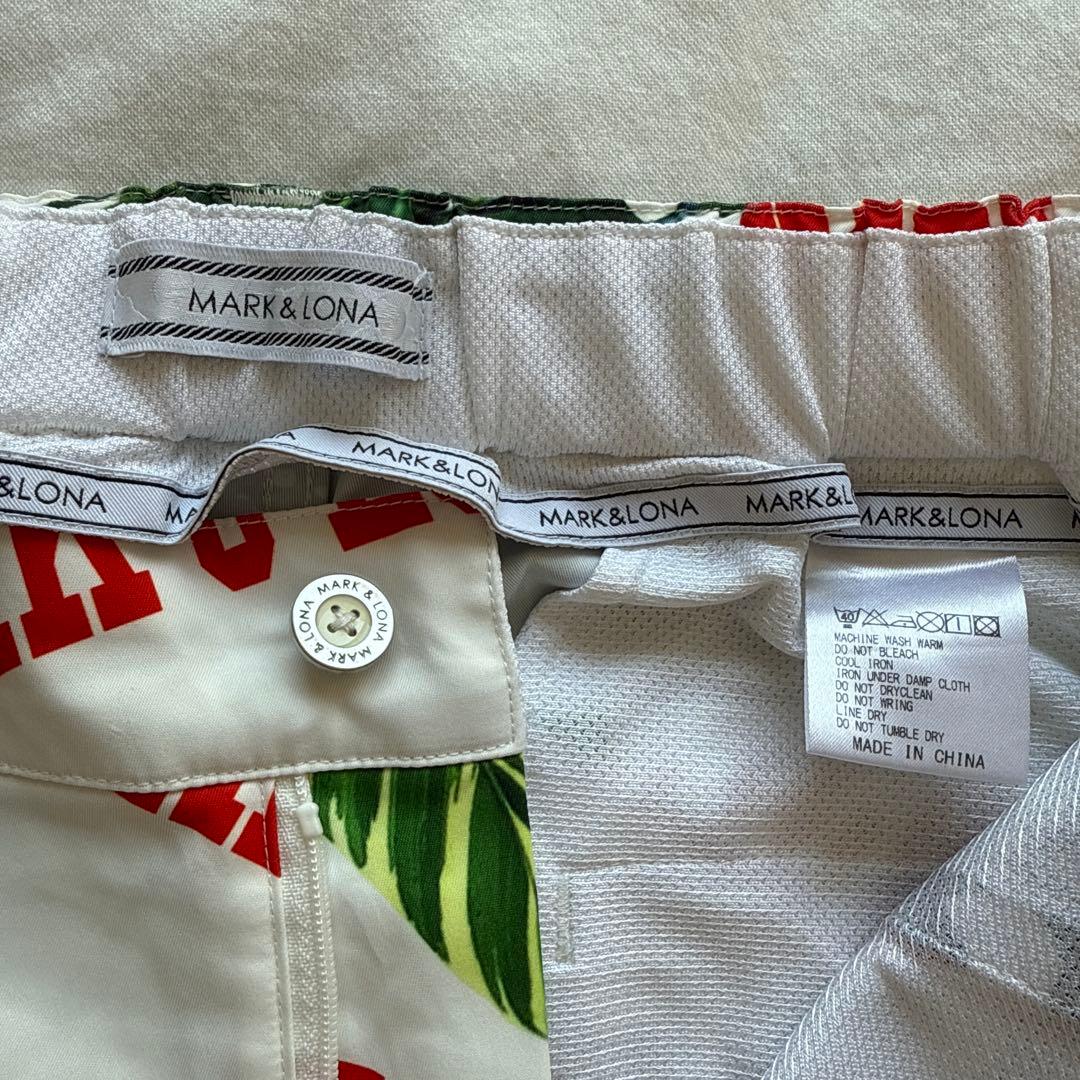 MARK&LONA
MARK&LON
&LONA
MARK&LONA
MARK&L
MARK&LONA
MARK & LONA MARK & LONA
40
MACHINE WASH WARM
DO NOT BLEACH
COOL IRON
IRON UNDER DAMP CLOTH
DO NOT DRYCLEAN
DO NOT WRING
LINE DRY
DO NOT TUMBLE DRY
MADE IN CHINA